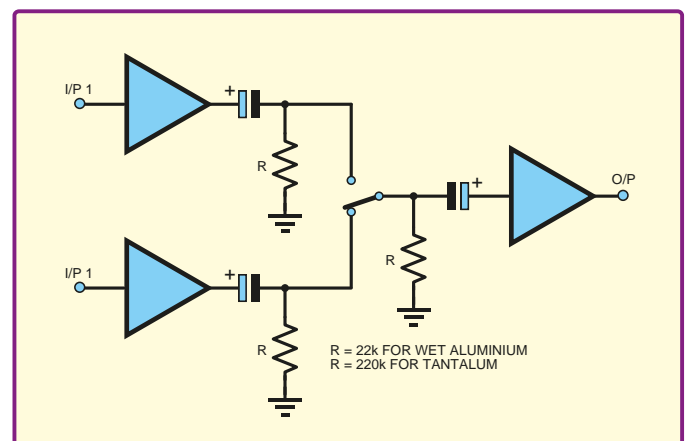 I/P 1
+
R
+
O/P
I/P 1
+
R
R
R = 22k FOR WET ALUMINIUM
R = 220k FOR TANTALUM